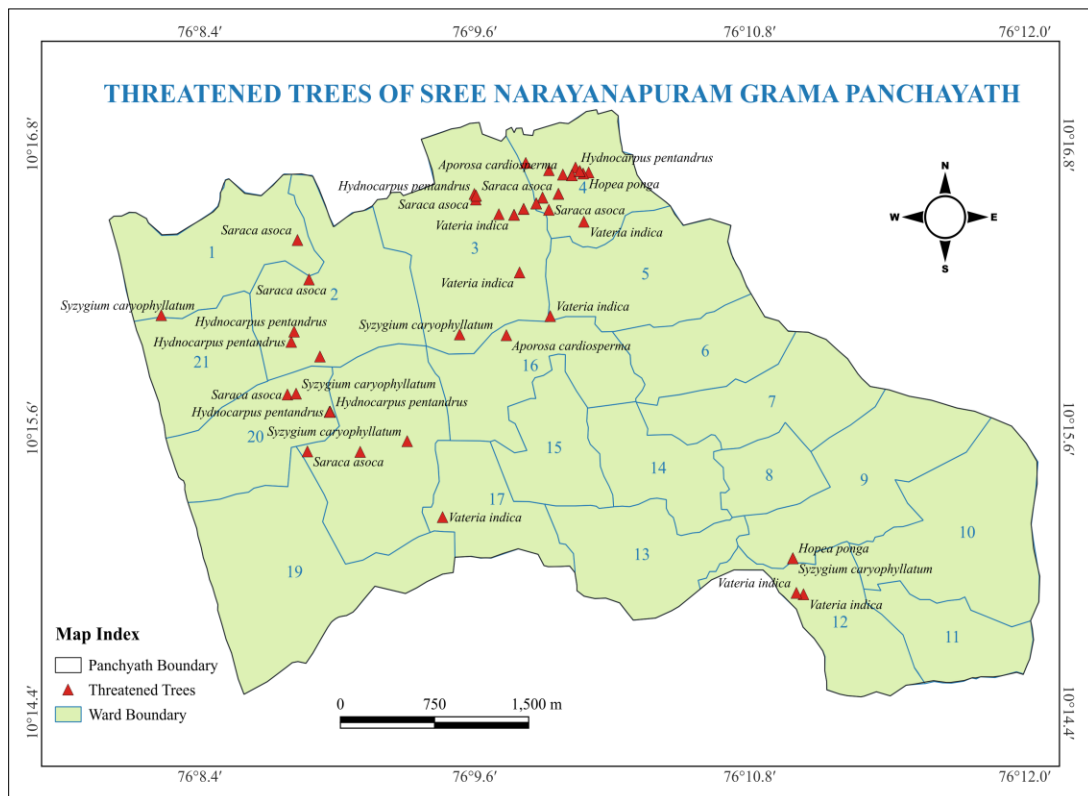 76°8.4′
76°9.6′
76°10.8′
76°12.0′
THREATENED TREES OF SREE NARAYANAPURAM GRAMA PANCHAYATH
10°16.8′
10°16.8′
N
W
E
S
Aporosa cardiosperma
Hydnocarpus pentandrus
4
Hopea ponga
Hydnocarpus pentandrus
Saraca asoca
Saraca asoca
Saraca asoca
Vateria indica
Vateria indica
Saraca asoca
1
3
5
Vateria indica
Saraca asoca
2
Syzygium caryophyllatum
Vateria indica
Hydnocarpus pentandrus
Syzygium caryophyllatum
Hydnocarpus pentandrus
Aporosa cardiosperma
6
21
16
Syzygium caryophyllatum
Saraca asoca
7
Hydnocarpus pentandrus
Hydnocarpus pentandrus
10°15.6′
10°15.6′
20
Syzygium caryophyllatum
15
14
8
9
Saraca asoca
17
Vateria indica
10
13
Hopea ponga
19
Syzygium caryophyllatum
Vateria indica
Vateria indica
12
11
Map Index
Panchyath Boundary
Threatened Trees
Ward Boundary
0
750
1,500 m
10°14.4′
10°14.4′
76°8.4′
76°9.6′
76°10.8′
76°12.0′